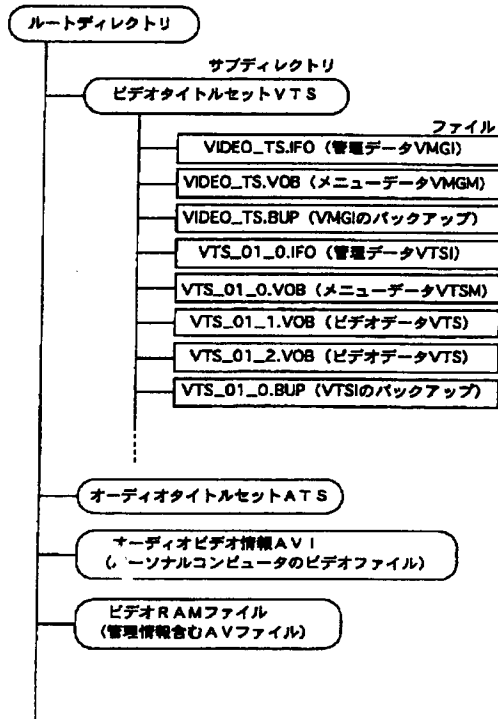 ルートディレクトリ
サブディレクトリ
ビデオタイトルセットVTS
ファイル
VIDEO_TS.IFO(管理データVMGI)
VIDEO_TS.VOB(メニューデータVMGM)
VIDEO_TS.BUP(VMGIのバックアップ)
VTS_01_0.IFO(管理データVTSI)
VTS_01_0.VOB(メニューデータVTSM)
VTS_01_1.VOB(ビデオデータVTS)
VTS_01_2.VOB(ビデオデータVTS)
VTS_01_0.BUP(VTSIのバックアップ)
オーディオタイトルセットATS
オーディオビデオ情報AVI
(パーソナルコンピュータのビデオファイル)
ビデオRAMファイル
(管理情報含むAVファイル)